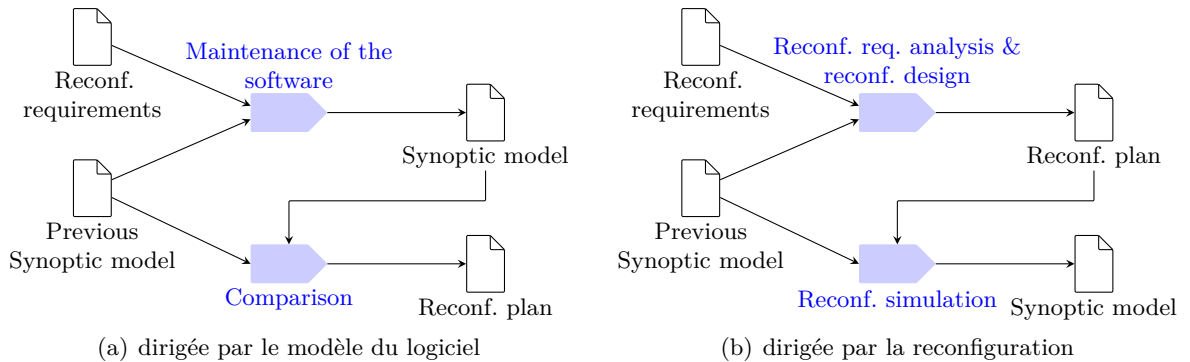 Maintenance of the
software
Reconf.
requirements
Synoptic model
Previous
Synoptic model
Comparison
Reconf. plan
(a) dirigée par le modèle du logiciel
Reconf. req. analysis &
reconf. design
Reconf.
requirements
Reconf. plan
Previous
Synoptic model
Reconf. simulation
Synoptic model
(b) dirigée par la reconfiguration